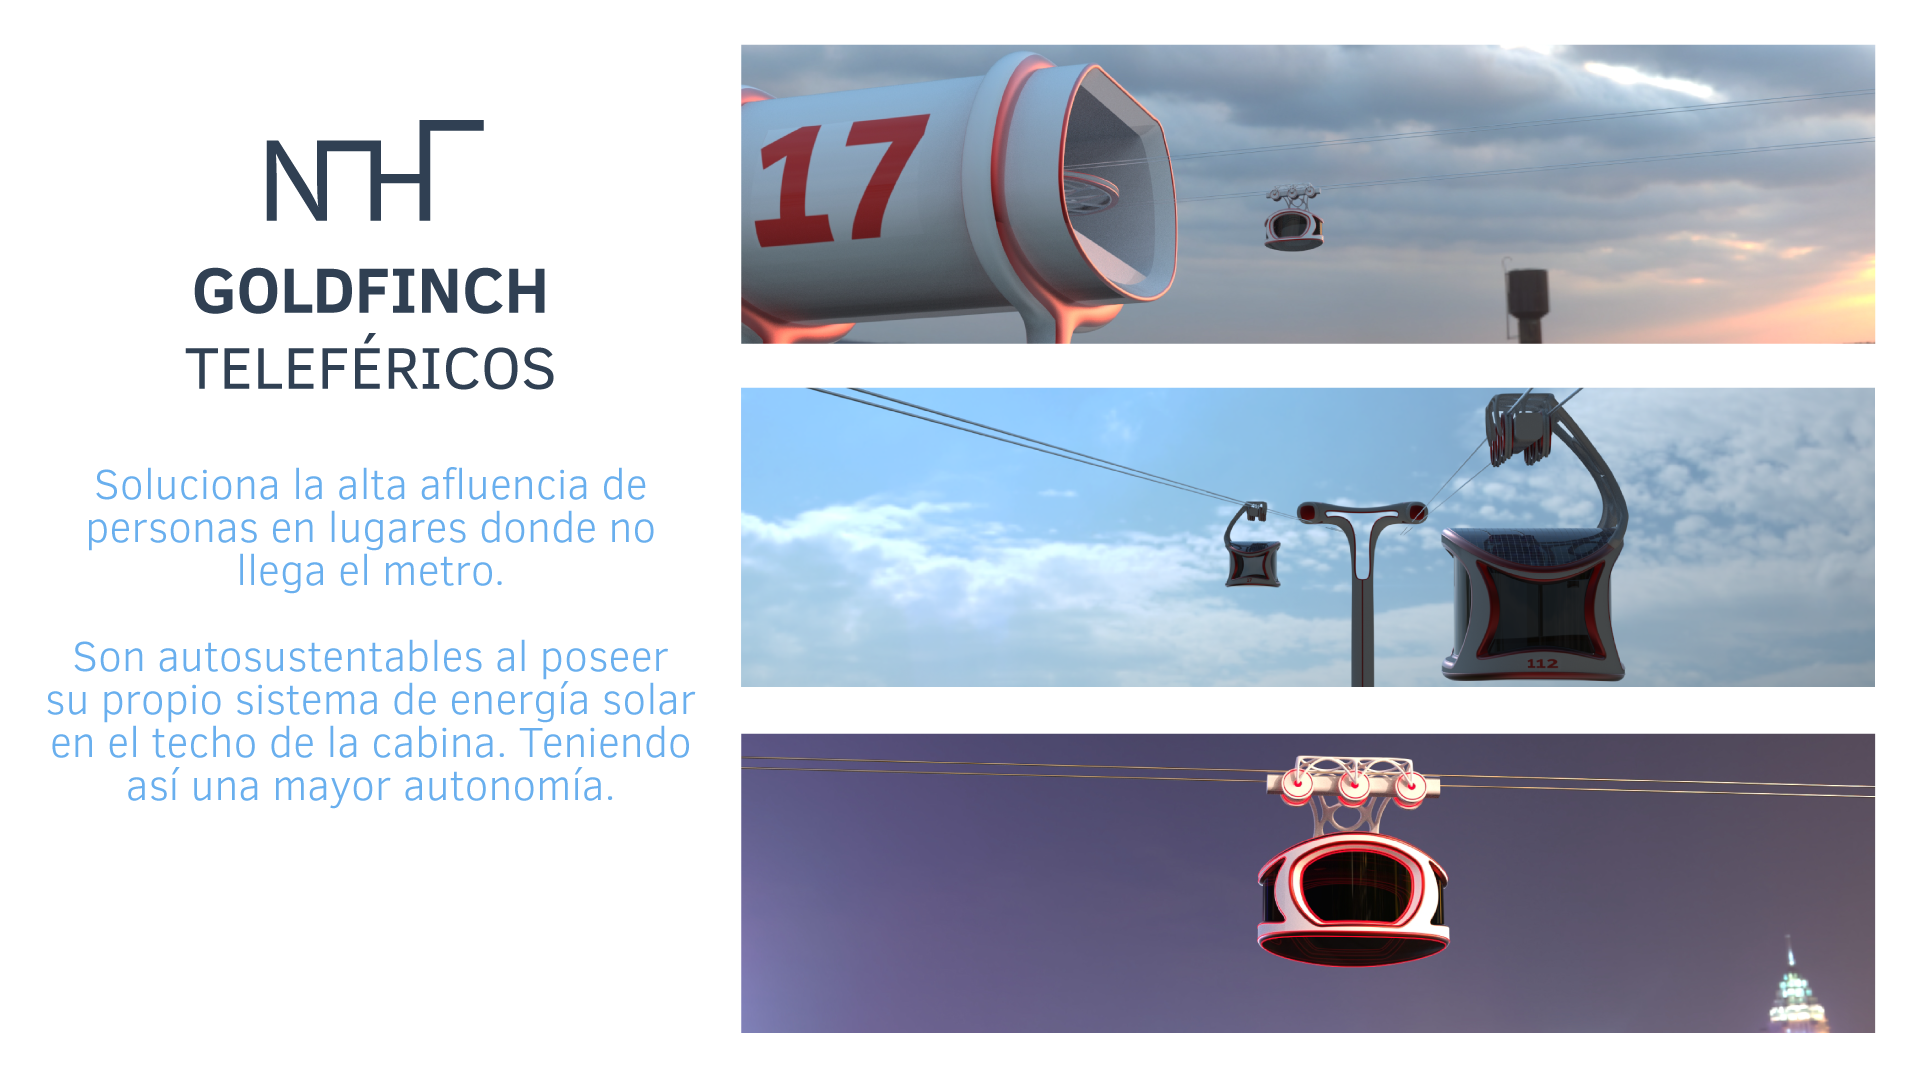 NTHF
GOLDFINCH
TELEFÉRICOS
Soluciona la alta afluencia de
personas en lugares donde no
llega el metro.
Son autosustentables al poseer
su propio sistema de energía solar
en el techo de la cabina. Teniendo
así una mayor autonomía.
17
112